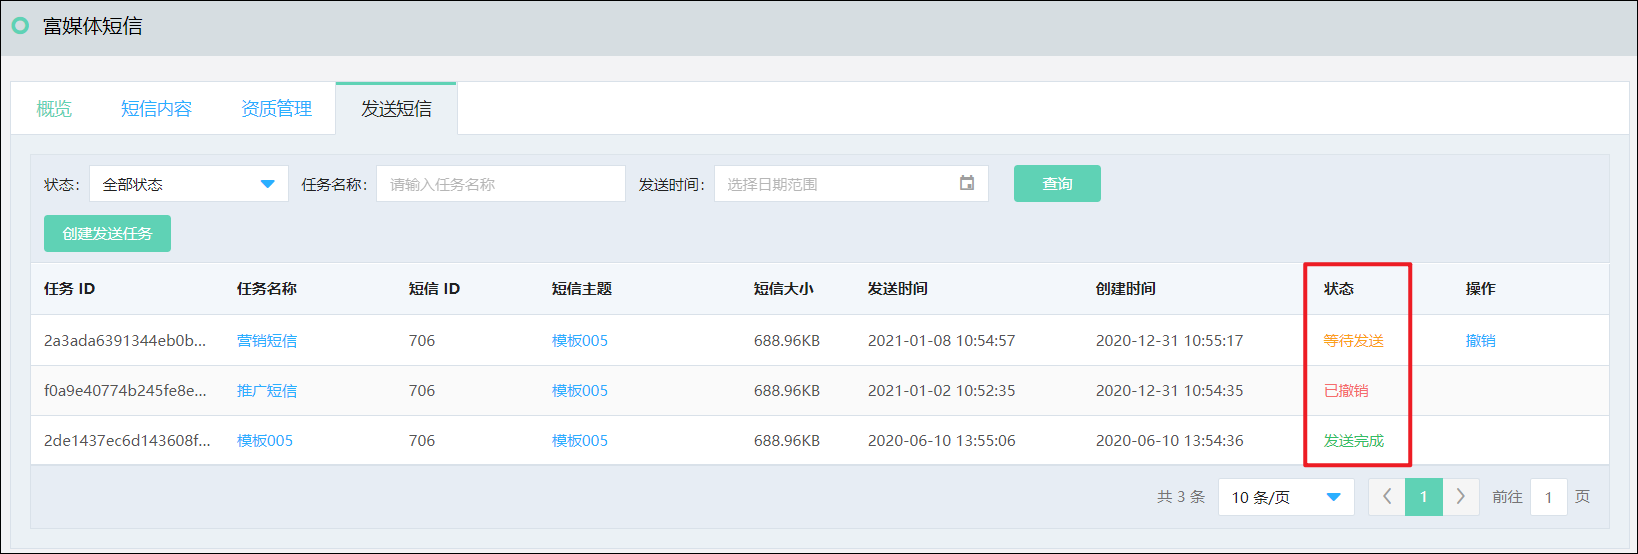 富媒体短信
概览 短信内容 资质管理 发送短信
状态： 全部状态 任务名称： 请输入任务名称 发送时间： 选择日期范围 查询
创建发送任务
任务 ID 任务名称 短信 ID 短信主题 短信大小 发送时间 创建时间 状态 操作
2a3ada6391344eb0b... 营销短信 706 模板005 688.96KB 2021-01-08 10:54:57 2020-12-31 10:55:17 等待发送 撤销
f0a9e40774b245fe8e... 推广短信 706 模板005 688.96KB 2021-01-02 10:52:35 2020-12-31 10:54:35 已撤销
2de1437ec6d143608f... 模板005 706 模板005 688.96KB 2020-06-10 13:55:06 2020-06-10 13:54:36 发送完成
共 3 条 10 条/页 1 前往 1 页